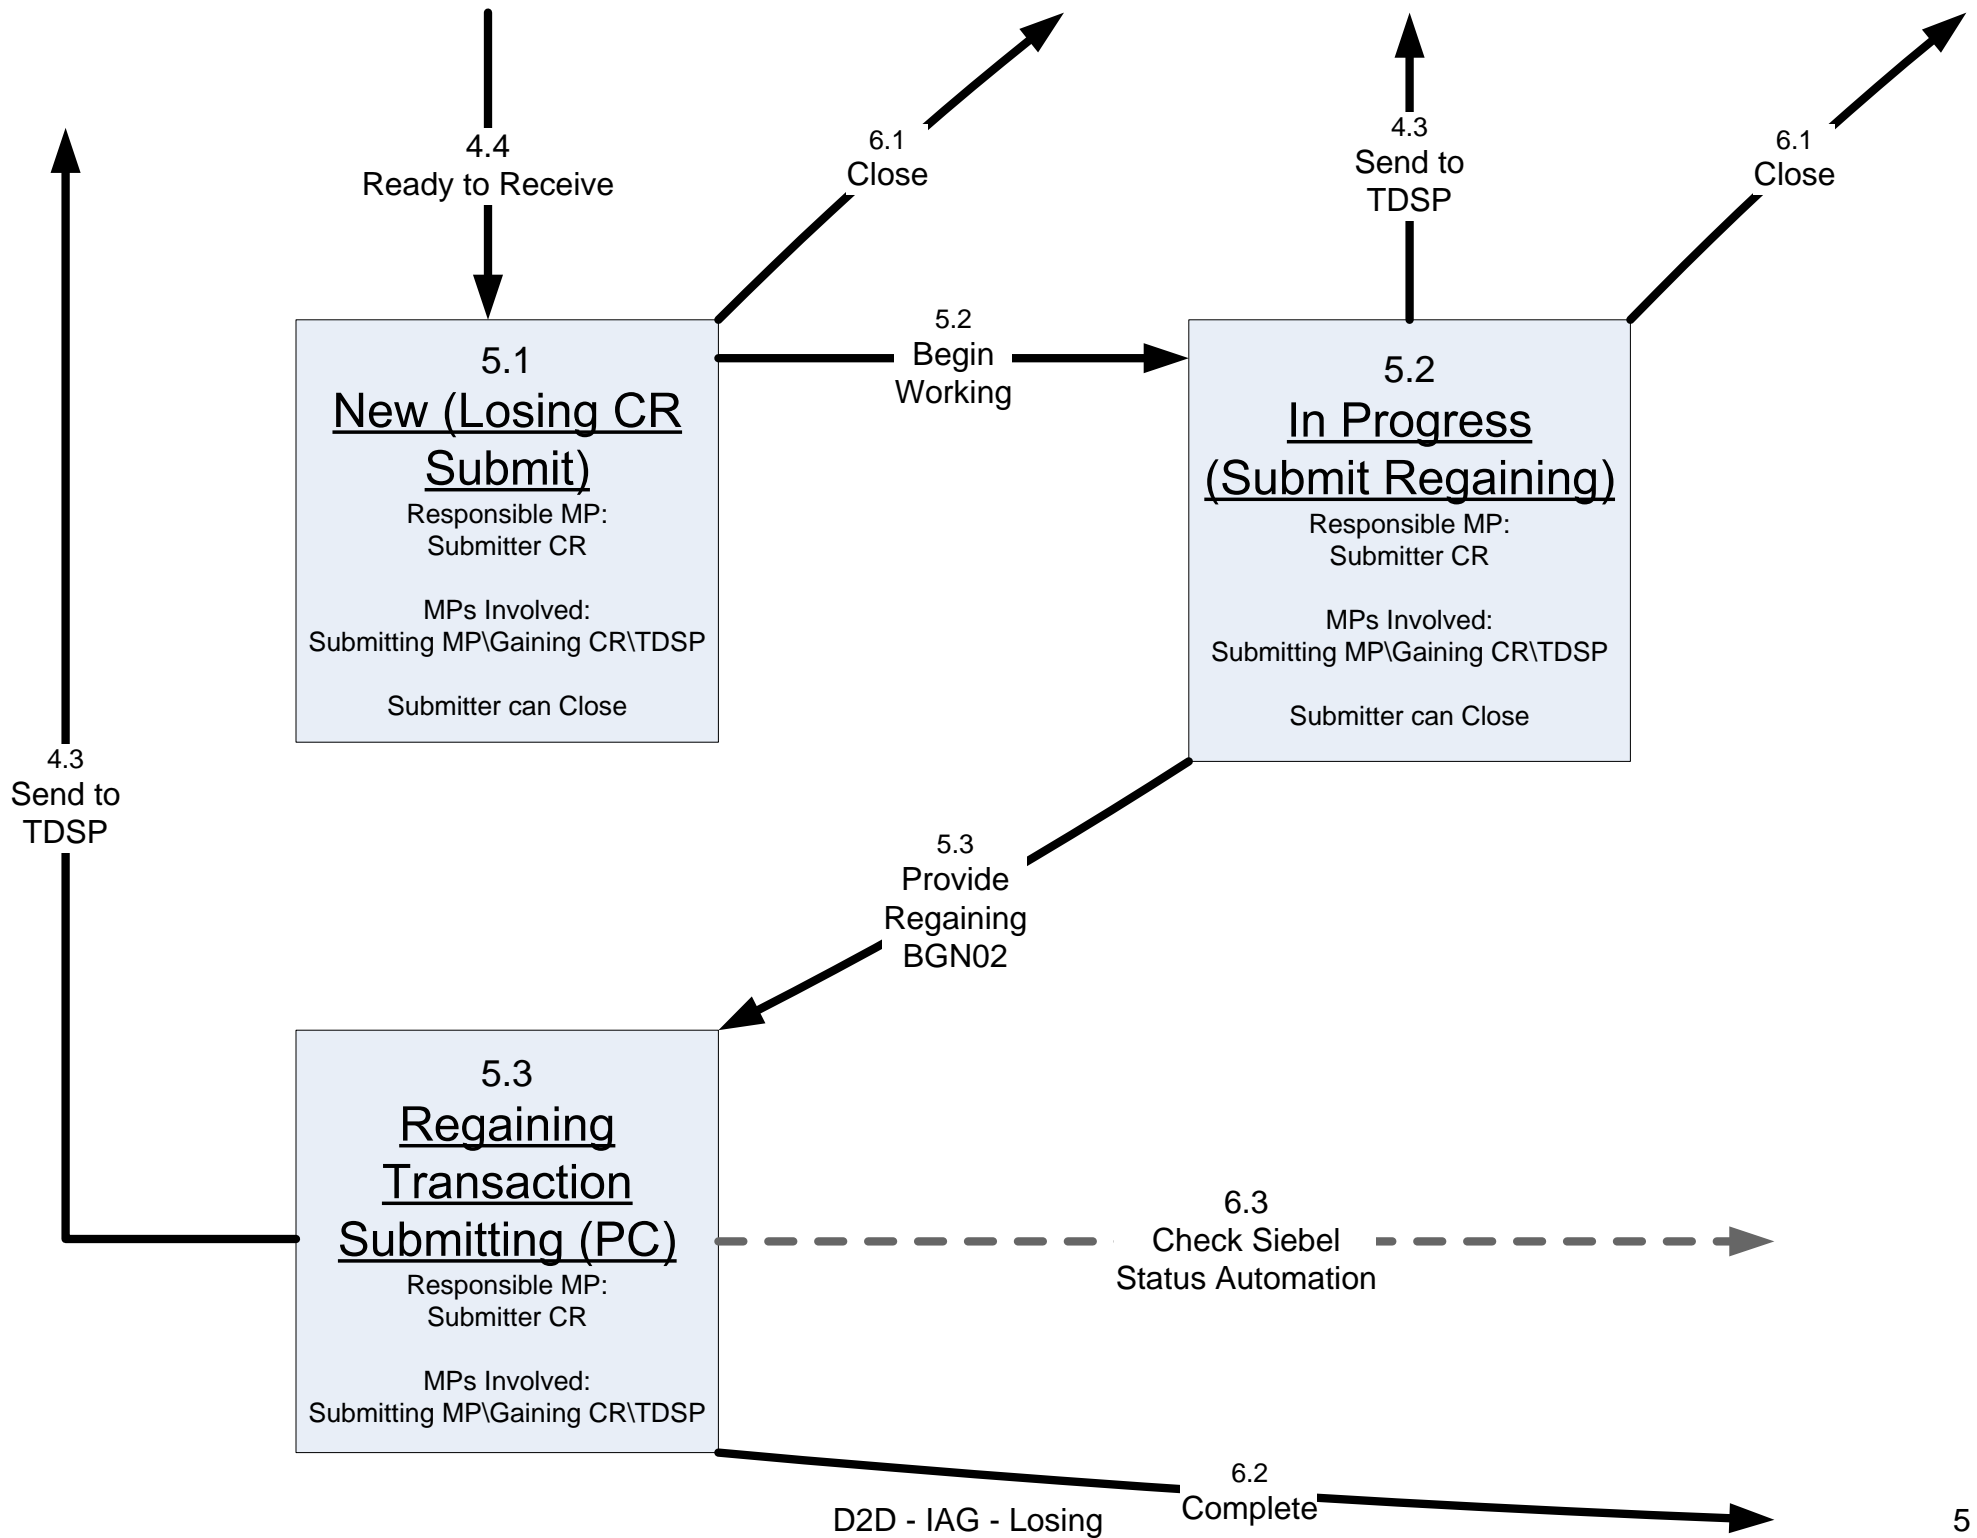 4.4
Ready to Receive
6.1
Close
4.3
Send to
TDSP
6.1
Close
5.1
New (Losing CR
Submit)
Responsible MP:
Submitter CR
MPs Involved:
Submitting MP\Gaining CR\TDSP
Submitter can Close
5.2
Begin
Working
5.2
In Progress
(Submit Regaining)
Responsible MP:
Submitter CR
MPs Involved:
Submitting MP\Gaining CR\TDSP
Submitter can Close
4.3
Send to
TDSP
5.3
Provide
Regaining
BGN02
5.3
Regaining
Transaction
Submitting (PC)
Responsible MP:
Submitter CR
MPs Involved:
Submitting MP\Gaining CR\TDSP
6.3
Check Siebel
Status Automation
6.2
Complete
D2D - IAG - Losing
5